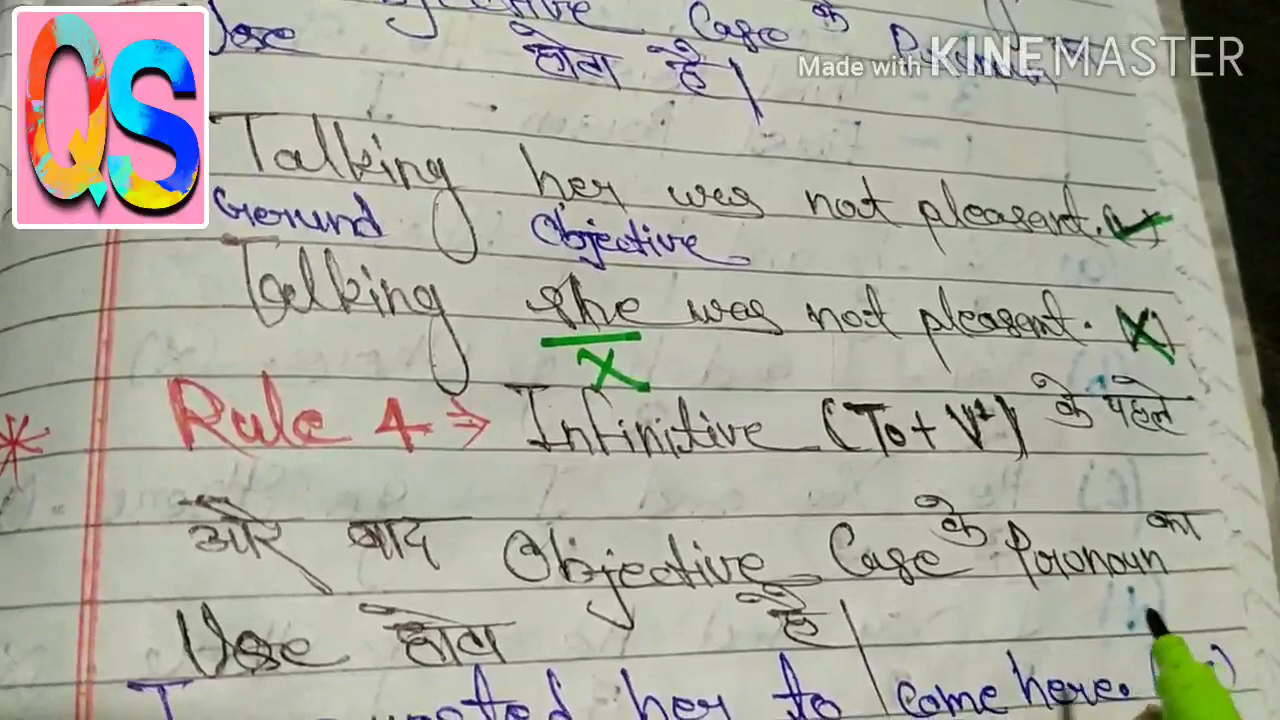 QS
Objective Case के Pronoun का
Use होता है।
Made with KINEMASTER
Talking her was not pleasant. (✓)
Gerund Objective
Talking she was not pleasant. (X)
X
* Rule 4 → Infinitive (To + V¹) के पहले
और बाद Objective Case के Pronoun का
Use होता है।
her to come here.